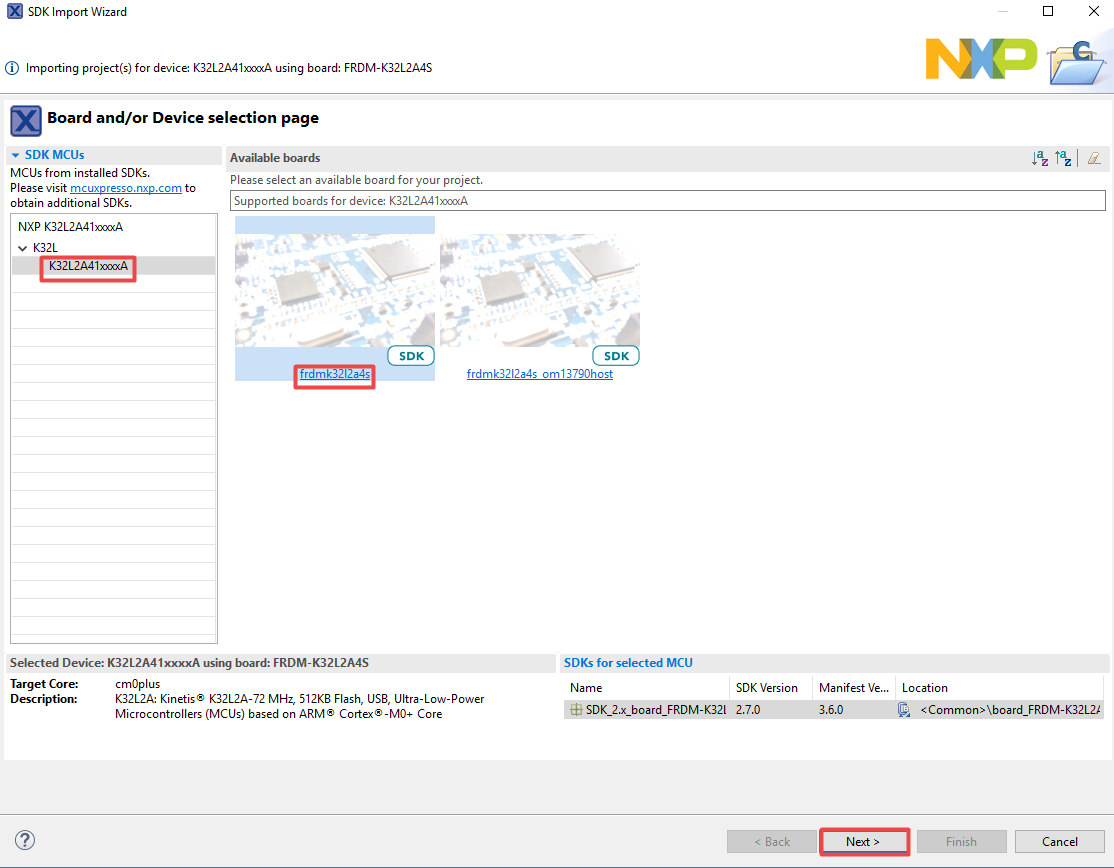 SDK Import Wizard
Importing project(s) for device: K32L2A41xxxxA using board: FRDM-K32L2A4S
NXP
C
X Board and/or Device selection page
SDK MCUs
MCUs from installed SDKs.
Please visit mcuxpresso.nxp.com to
obtain additional SDKs.
NXP K32L2A41xxxxA
K32L
K32L2A41xxxxA
Available boards
Please select an available board for your project.
Supported boards for device: K32L2A41xxxxA
SDK
frdmk32l2a4s
SDK
frdmk32l2a4s_om13790host
Selected Device: K32L2A41xxxxA using board: FRDM-K32L2A4S
Target Core: cm0plus
Description: K32L2A: Kinetis® K32L2A-72 MHz, 512KB Flash, USB, Ultra-Low-Power
Microcontrollers (MCUs) based on ARM® Cortex®-M0+ Core
SDKs for selected MCU
Name SDK Version Manifest Ve... Location
SDK_2.x_board_FRDM-K32L 2.7.0 3.6.0 <Common>\board_FRDM-K32L2A
? < Back Next > Finish Cancel